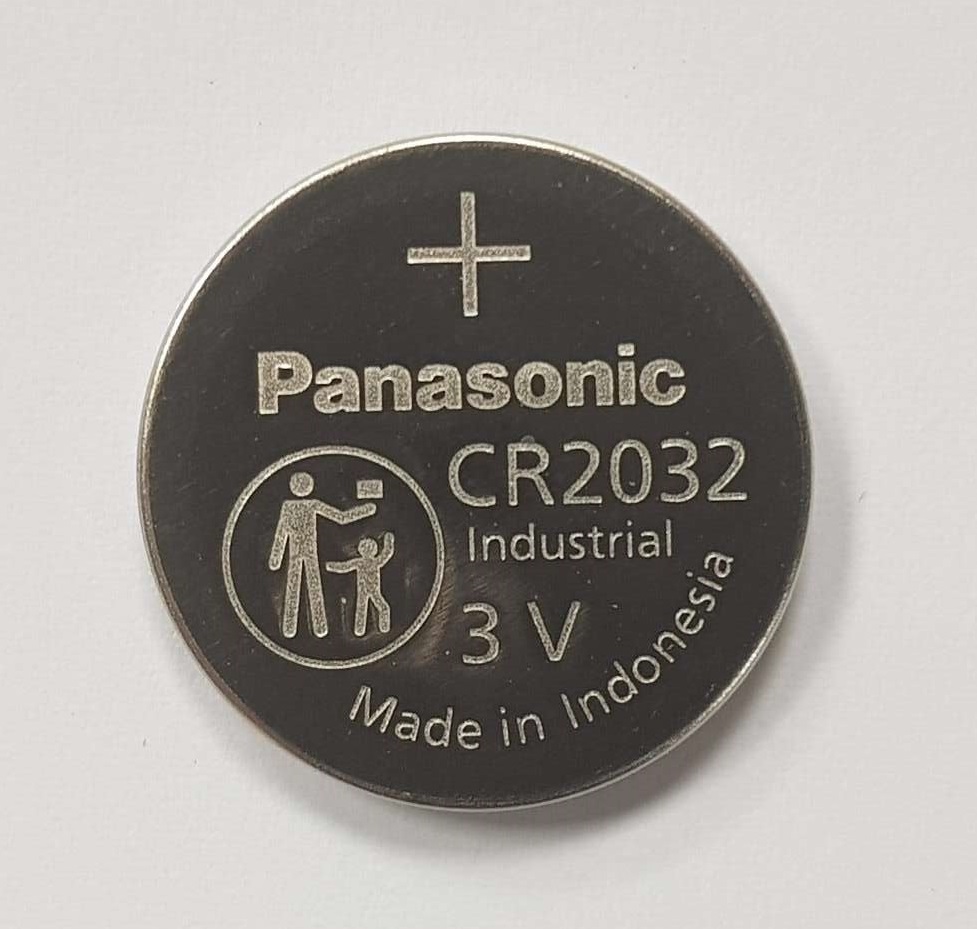 +
Panasonic
CR2032
Industrial
3 V
Made in Indonesia